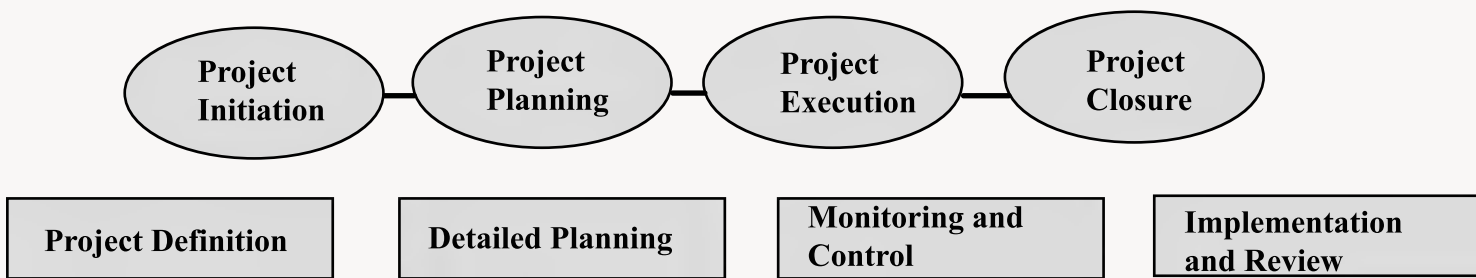 Project
Initiation
Project
Planning
Project
Execution
Project
Closure
Project Definition
Detailed Planning
Monitoring and
Control
Implementation
and Review